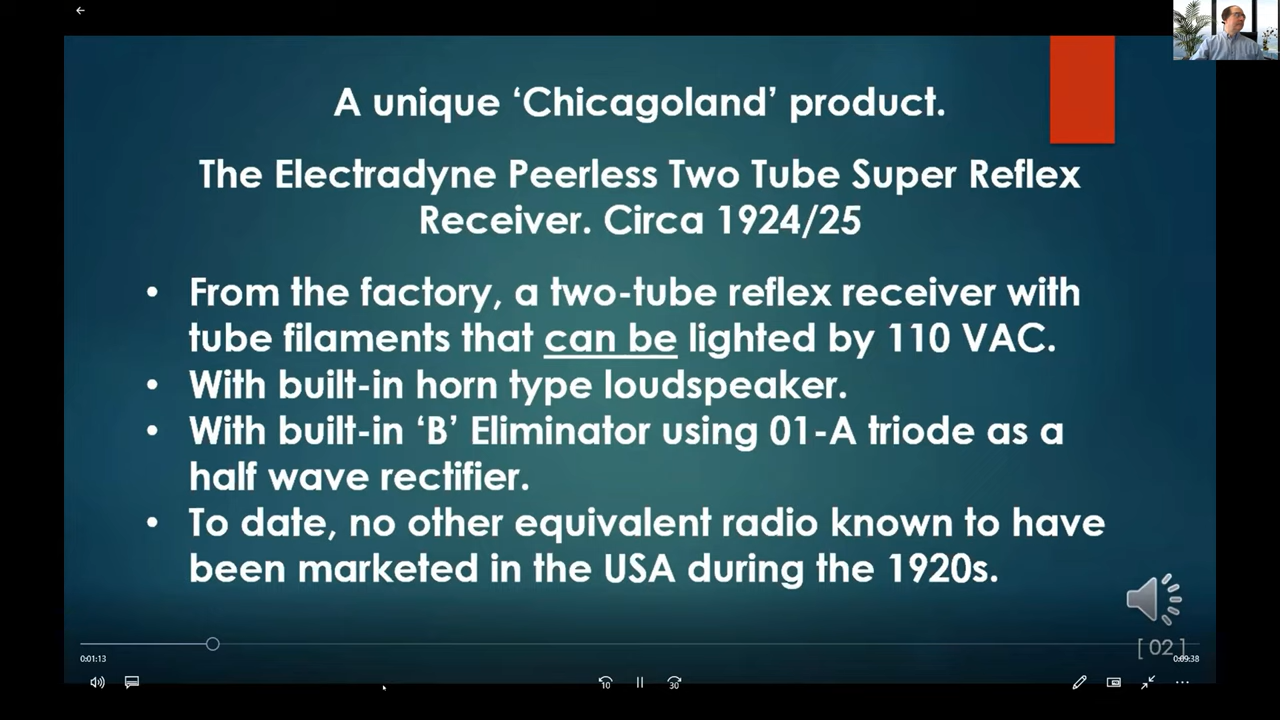 A unique ‘Chicagoland’ product.
The Electradyne Peerless Two Tube Super Reflex
Receiver. Circa 1924/25
• From the factory, a two-tube reflex receiver with
tube filaments that can be lighted by 110 VAC.
• With built-in horn type loudspeaker.
• With built-in ‘B’ Eliminator using 01-A triode as a
half wave rectifier.
• To date, no other equivalent radio known to have
been marketed in the USA during the 1920s.
[ 02 ]
0:01:13
0:09:38
10
30